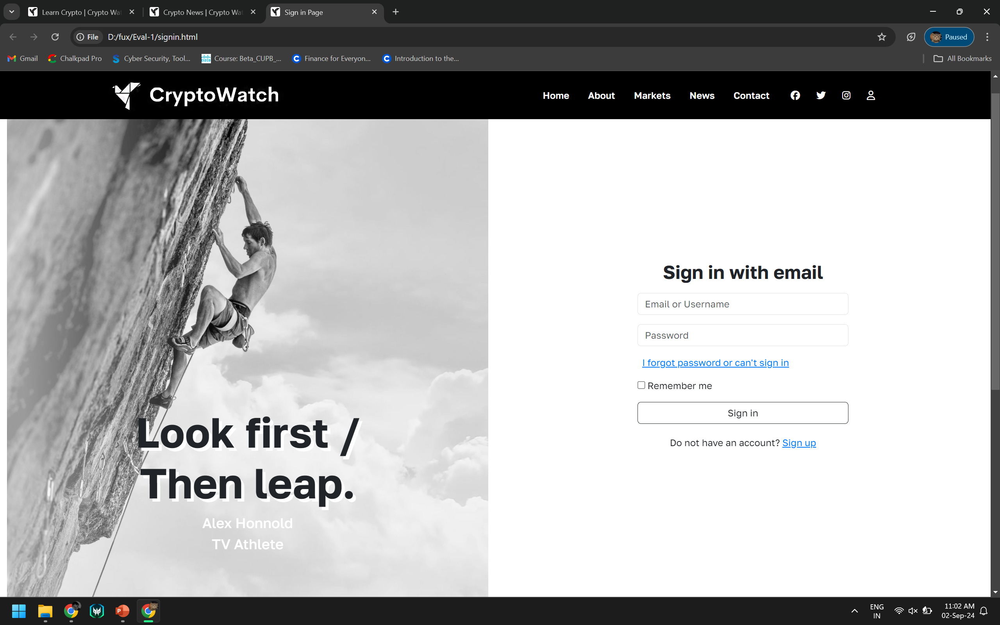 Learn Crypto | Crypto Wat
Crypto News | Crypto Wat
Sign in Page
File
D:/fux/Eval-1/signin.html
Paused
Gmail
Chalkpad Pro
Cyber Security, Tool...
Course: Beta_CUPB_...
Finance for Everyon...
Introduction to the...
All Bookmarks
CryptoWatch
Home
About
Markets
News
Contact
Look first /
Then leap.
Alex Honnold
TV Athlete
Sign in with email
Email or Username
Password
I forgot password or can't sign in
Remember me
Sign in
Do not have an account? Sign up
ENG
IN
11:02 AM
02-Sep-24